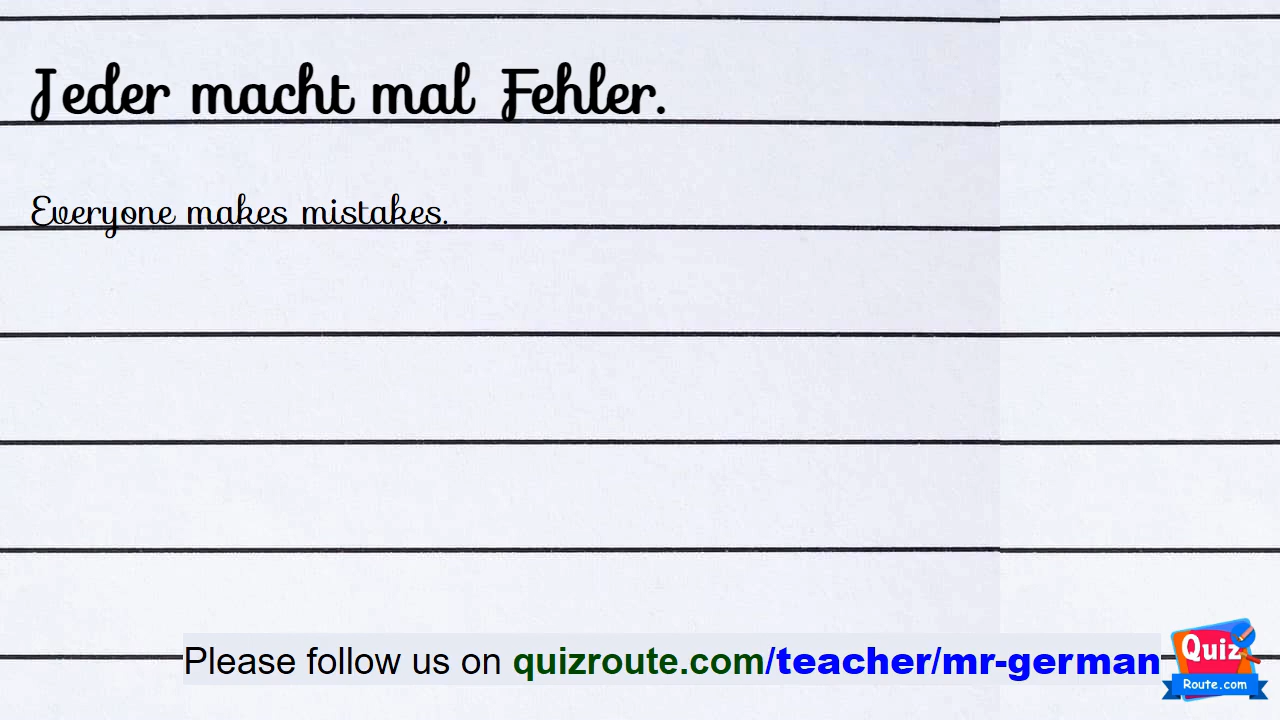 Jeder macht mal Fehler.
Everyone makes mistakes.
Please follow us on quizroute.com/teacher/mr-german
Quiz
Route.com